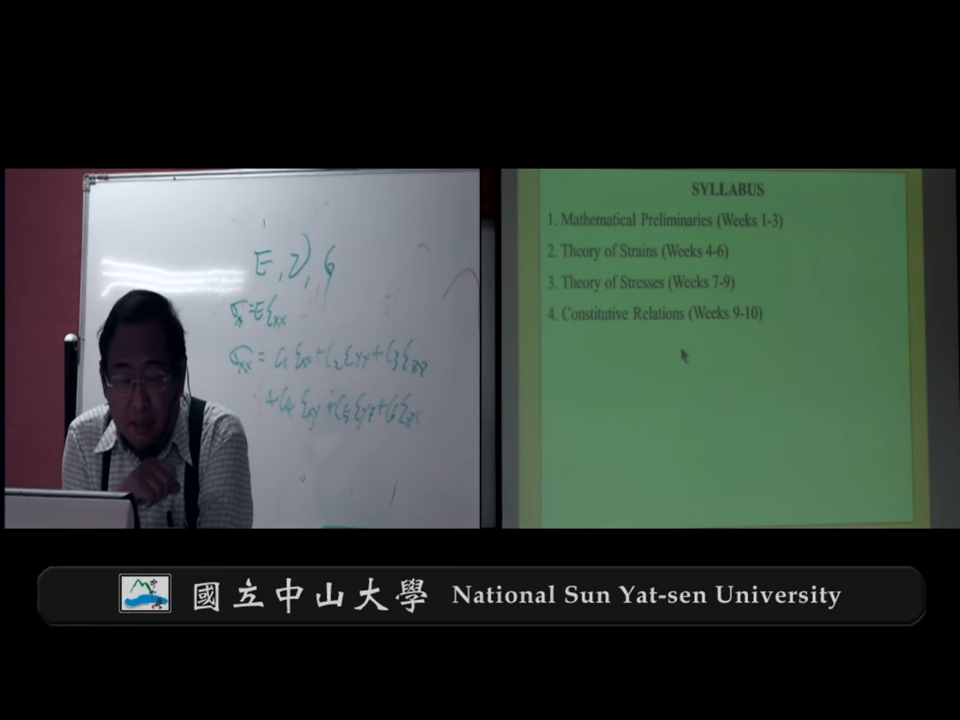 E, ν, G
σx = Eεxx
σxx = C1 εxx + C2 εyy + C3 εzz
+ C4 εxy + C5 εyz + C6 εzx
SYLLABUS
1. Mathematical Preliminaries (Weeks 1-3)
2. Theory of Strains (Weeks 4-6)
3. Theory of Stresses (Weeks 7-9)
4. Constitutive Relations (Weeks 9-10)
國立中山大學 National Sun Yat-sen University